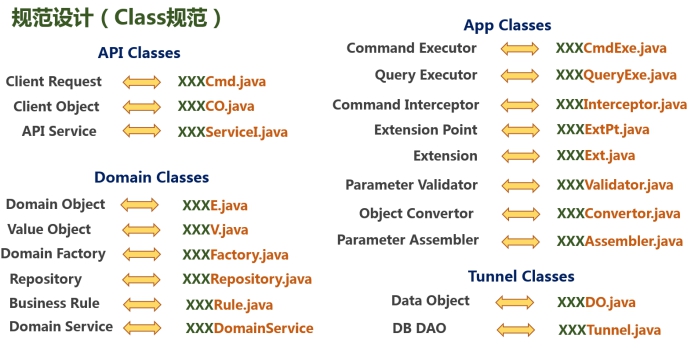 规范设计（Class规范）
API Classes
Client Request XXXCmd.java
Client Object XXXCO.java
API Service XXXServiceI.java
Domain Classes
Domain Object XXXE.java
Value Object XXXV.java
Domain Factory XXXFactory.java
Repository XXXRepository.java
Business Rule XXXRule.java
Domain Service XXXDomainService
App Classes
Command Executor XXXCmdExe.java
Query Executor XXXQueryExe.java
Command Interceptor XXXInterceptor.java
Extension Point XXXExtPt.java
Extension XXXExt.java
Parameter Validator XXXValidator.java
Object Convertor XXXConvertor.java
Parameter Assembler XXXAssembler.java
Tunnel Classes
Data Object XXXDO.java
DB DAO XXXTunnel.java